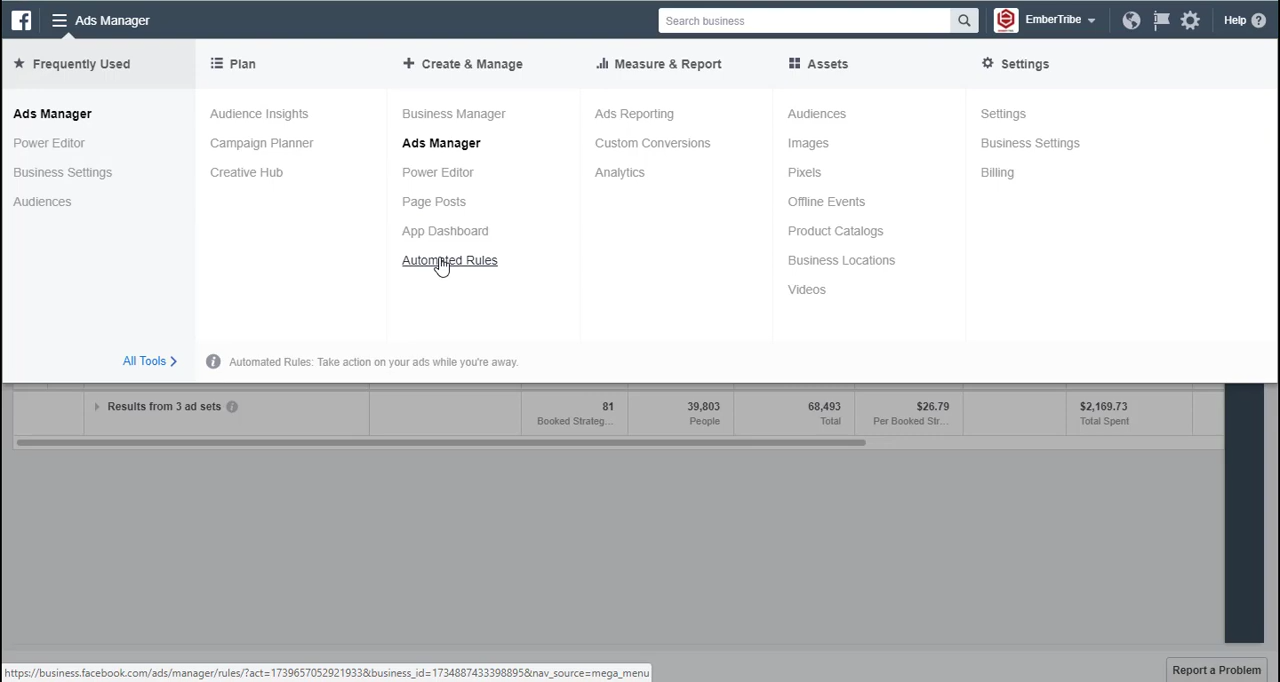 Ads Manager
Search business
EmberTribe
Help
Frequently Used
Ads Manager
Power Editor
Business Settings
Audiences
All Tools
Plan
Audience Insights
Campaign Planner
Creative Hub
Create & Manage
Business Manager
Ads Manager
Power Editor
Page Posts
App Dashboard
Automated Rules
Measure & Report
Ads Reporting
Custom Conversions
Analytics
Assets
Audiences
Images
Pixels
Offline Events
Product Catalogs
Business Locations
Videos
Settings
Settings
Business Settings
Billing
Automated Rules: Take action on your ads while you're away.
Results from 3 ad sets
81
Booked Strateg...
39,803
People
68,493
Total
$26.79
Per Booked Str...
$2,169.73
Total Spent
https://business.facebook.com/ads/manager/rules/?act=1739657052921933&business_id=1734887433398895&nav_source=mega_menu
Report a Problem